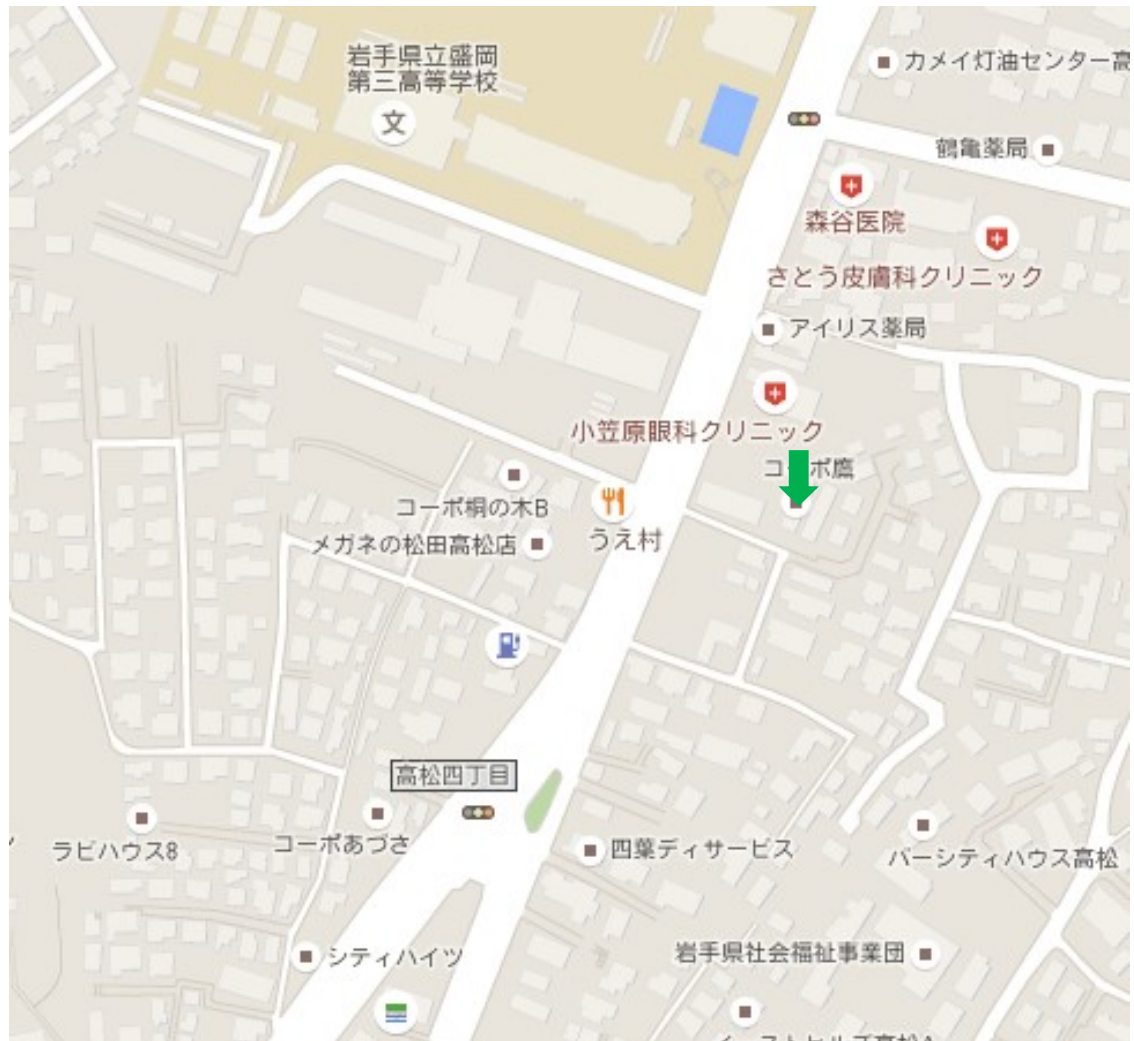 岩手県立盛岡
第三高等学校
文
カメイ灯油センター高
鶴亀薬局
森谷医院
さとう皮膚科クリニック
アイリス薬局
小笠原眼科クリニック
コーポ鷹
コーポ桐の木B
うえ村
メガネの松田高松店
高松四丁目
ラビハウス8
コーポあづさ
四葉ディサービス
バーシティハウス高松
シティハイツ
岩手県社会福祉事業団